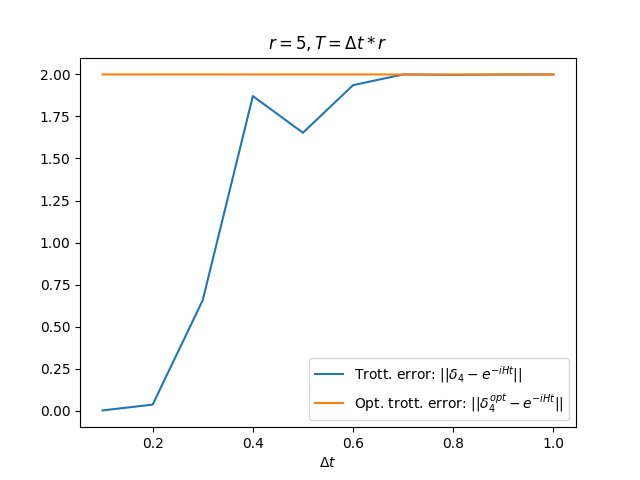 r = 5, T = Δt * r
2.00
1.75
1.50
1.25
1.00
0.75
0.50
0.25
0.00
Trott. error: ||δ₄ − e^{−iHt}||
Opt. trott. error: ||δ₄^{opt} − e^{−iHt}||
0.2 0.4 0.6 0.8 1.0
Δt